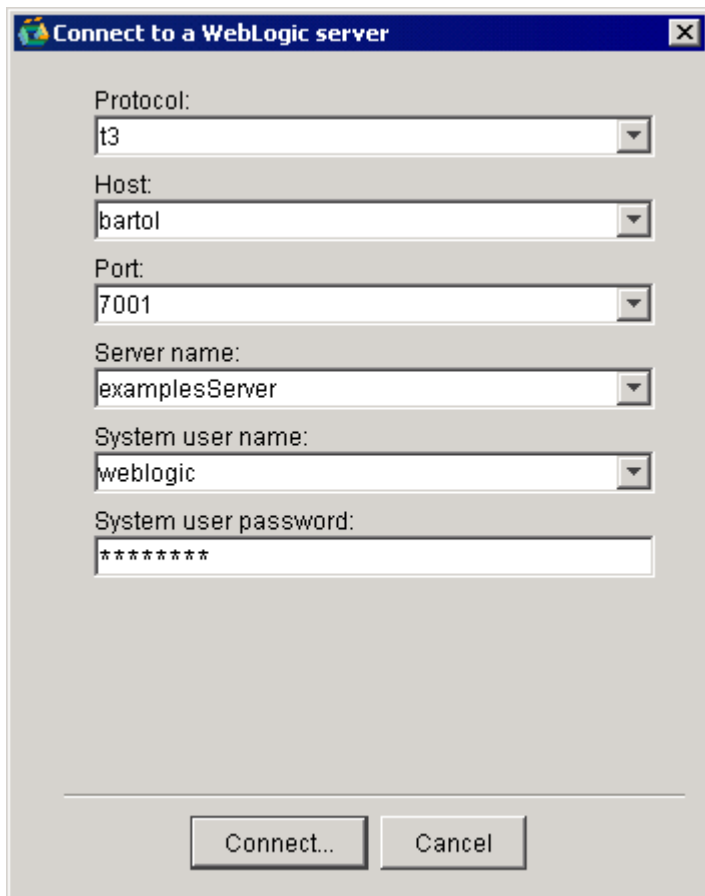 Connect to a WebLogic server
Protocol:
t3
Host:
bartol
Port:
7001
Server name:
examplesServer
System user name:
weblogic
System user password:
********
Connect... Cancel